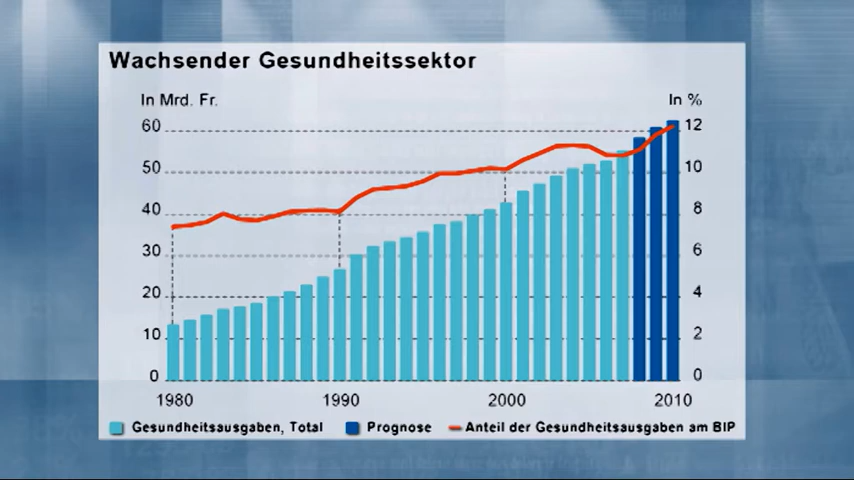 Wachsender Gesundheitssektor
In Mrd. Fr. In %
60 12
50 10
40 8
30 6
20 4
10 2
0 0
1980 1990 2000 2010
Gesundheitsausgaben, Total Prognose Anteil der Gesundheitsausgaben am BIP